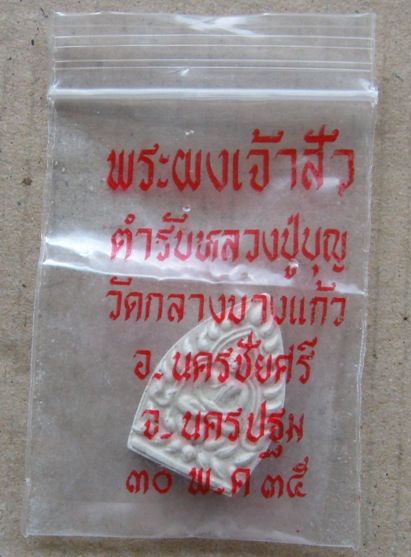 พระผงเจ้าสัว
ตำรับหลวงปู่บุญ
วัดกลางบางแก้ว
อ. นครชัยศรี
จ. นครปฐม
๓๐ พ.ค ๓๕